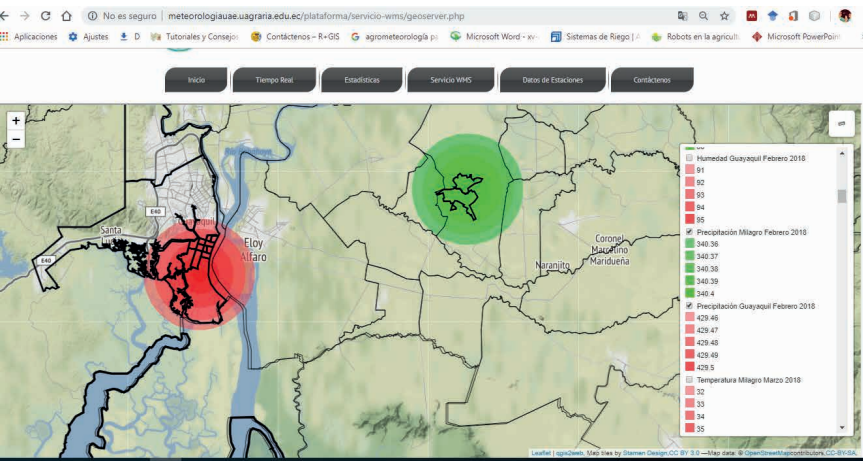 No es seguro | meteorologiauae.uagraria.edu.ec/plataforma/servicio-wms/geoserver.php
Aplicaciones Ajustes D Tutoriales y Consejos Contáctenos – R+GIS agrometeorología pa Microsoft Word - xv- Sistemas de Riego | A Robots en la agricult Microsoft PowerPoin
Inicio Tiempo Real Estadísticas Servicio WMS Datos de Estaciones Contáctenos
+
−
Humedad Guayaquil Febrero 2018
91
92
93
94
95
Precipitación Milagro Febrero 2018
340.36
340.37
340.38
340.39
340.4
Precipitación Guayaquil Febrero 2018
429.46
429.47
429.48
429.49
429.5
Temperatura Milagro Marzo 2018
32
33
34
35
E40
Guayaquil
Santa
Eloy
Alfaro
E40
Coronel
Marcelino
Maridueña
Naranjito
Leaflet | qgis2web, Map tiles by Stamen Design, CC BY 3.0 —Map data: © OpenStreetMap contributors, CC-BY-SA